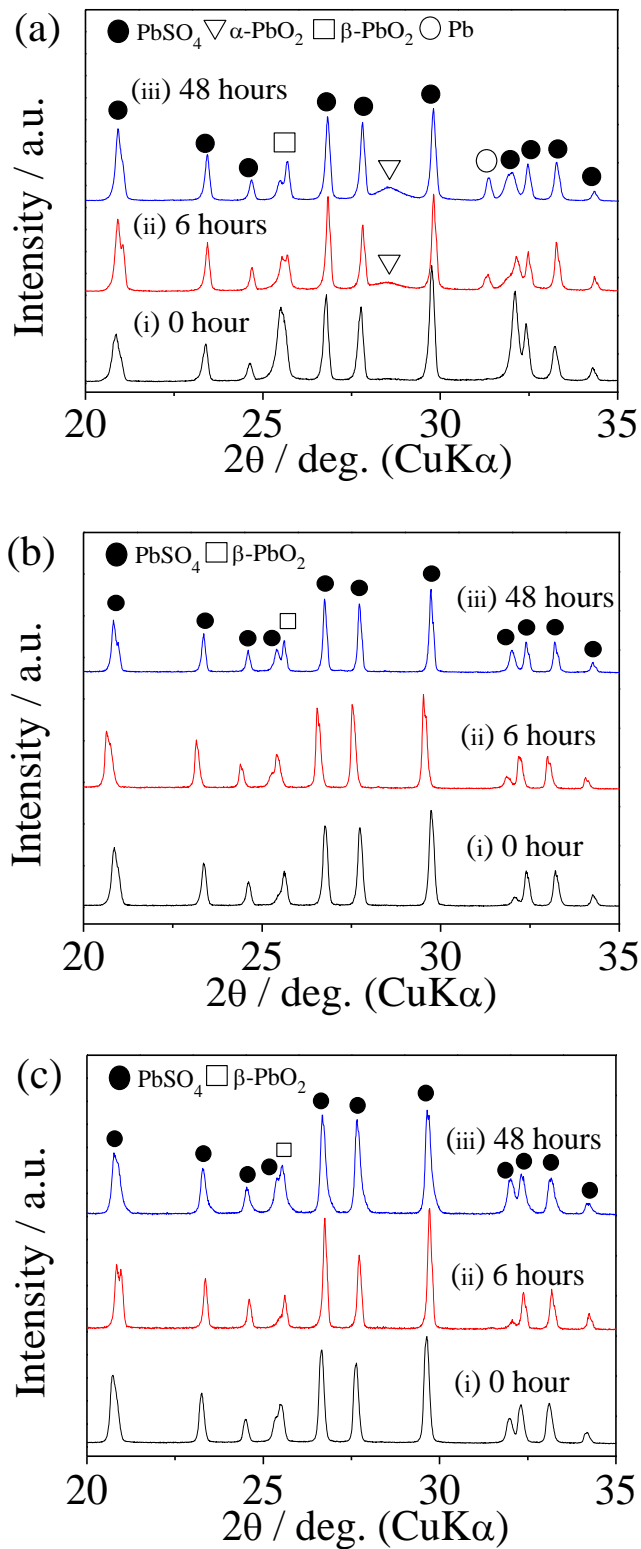 (a)
PbSO₄ α-PbO₂ β-PbO₂ Pb
(iii) 48 hours
(ii) 6 hours
(i) 0 hour
Intensity / a.u.
20 25 30 35
2θ / deg. (CuKα)
(b)
PbSO₄ β-PbO₂
(iii) 48 hours
(ii) 6 hours
(i) 0 hour
Intensity / a.u.
20 25 30 35
2θ / deg. (CuKα)
(c)
PbSO₄ β-PbO₂
(iii) 48 hours
(ii) 6 hours
(i) 0 hour
Intensity / a.u.
20 25 30 35
2θ / deg. (CuKα)